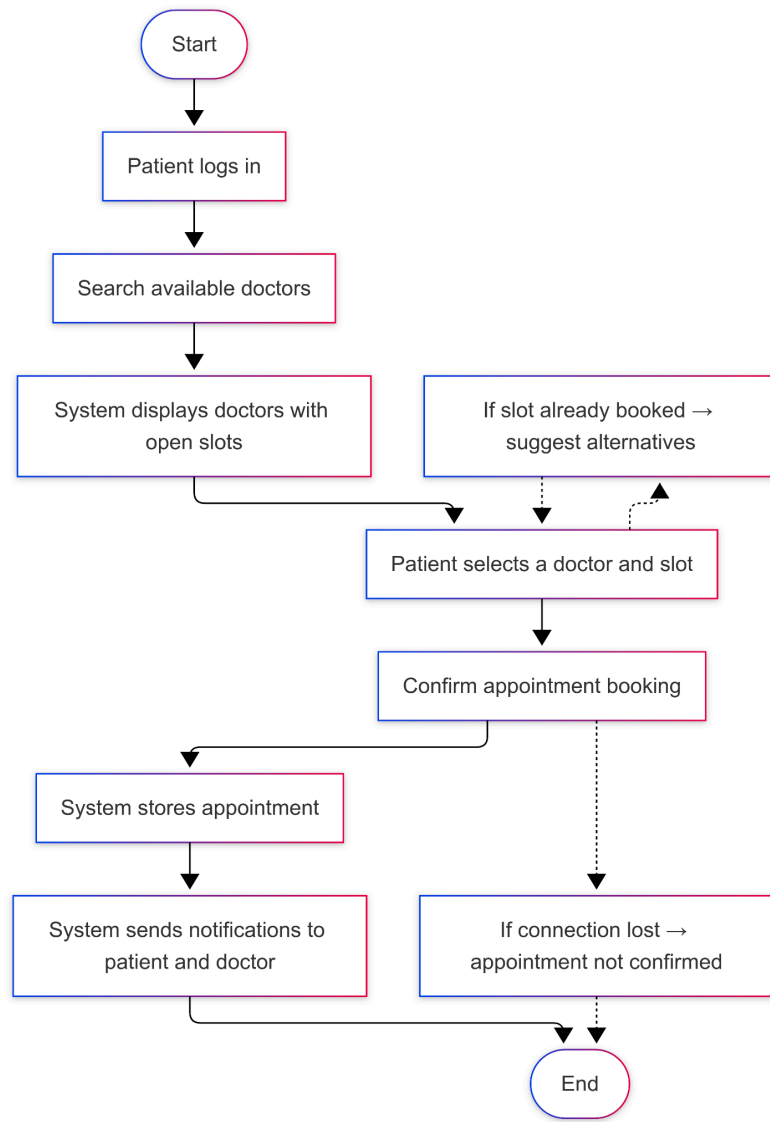 Start
Patient logs in
Search available doctors
System displays doctors with
open slots
If slot already booked →
suggest alternatives
Patient selects a doctor and slot
Confirm appointment booking
System stores appointment
System sends notifications to
patient and doctor
If connection lost →
appointment not confirmed
End